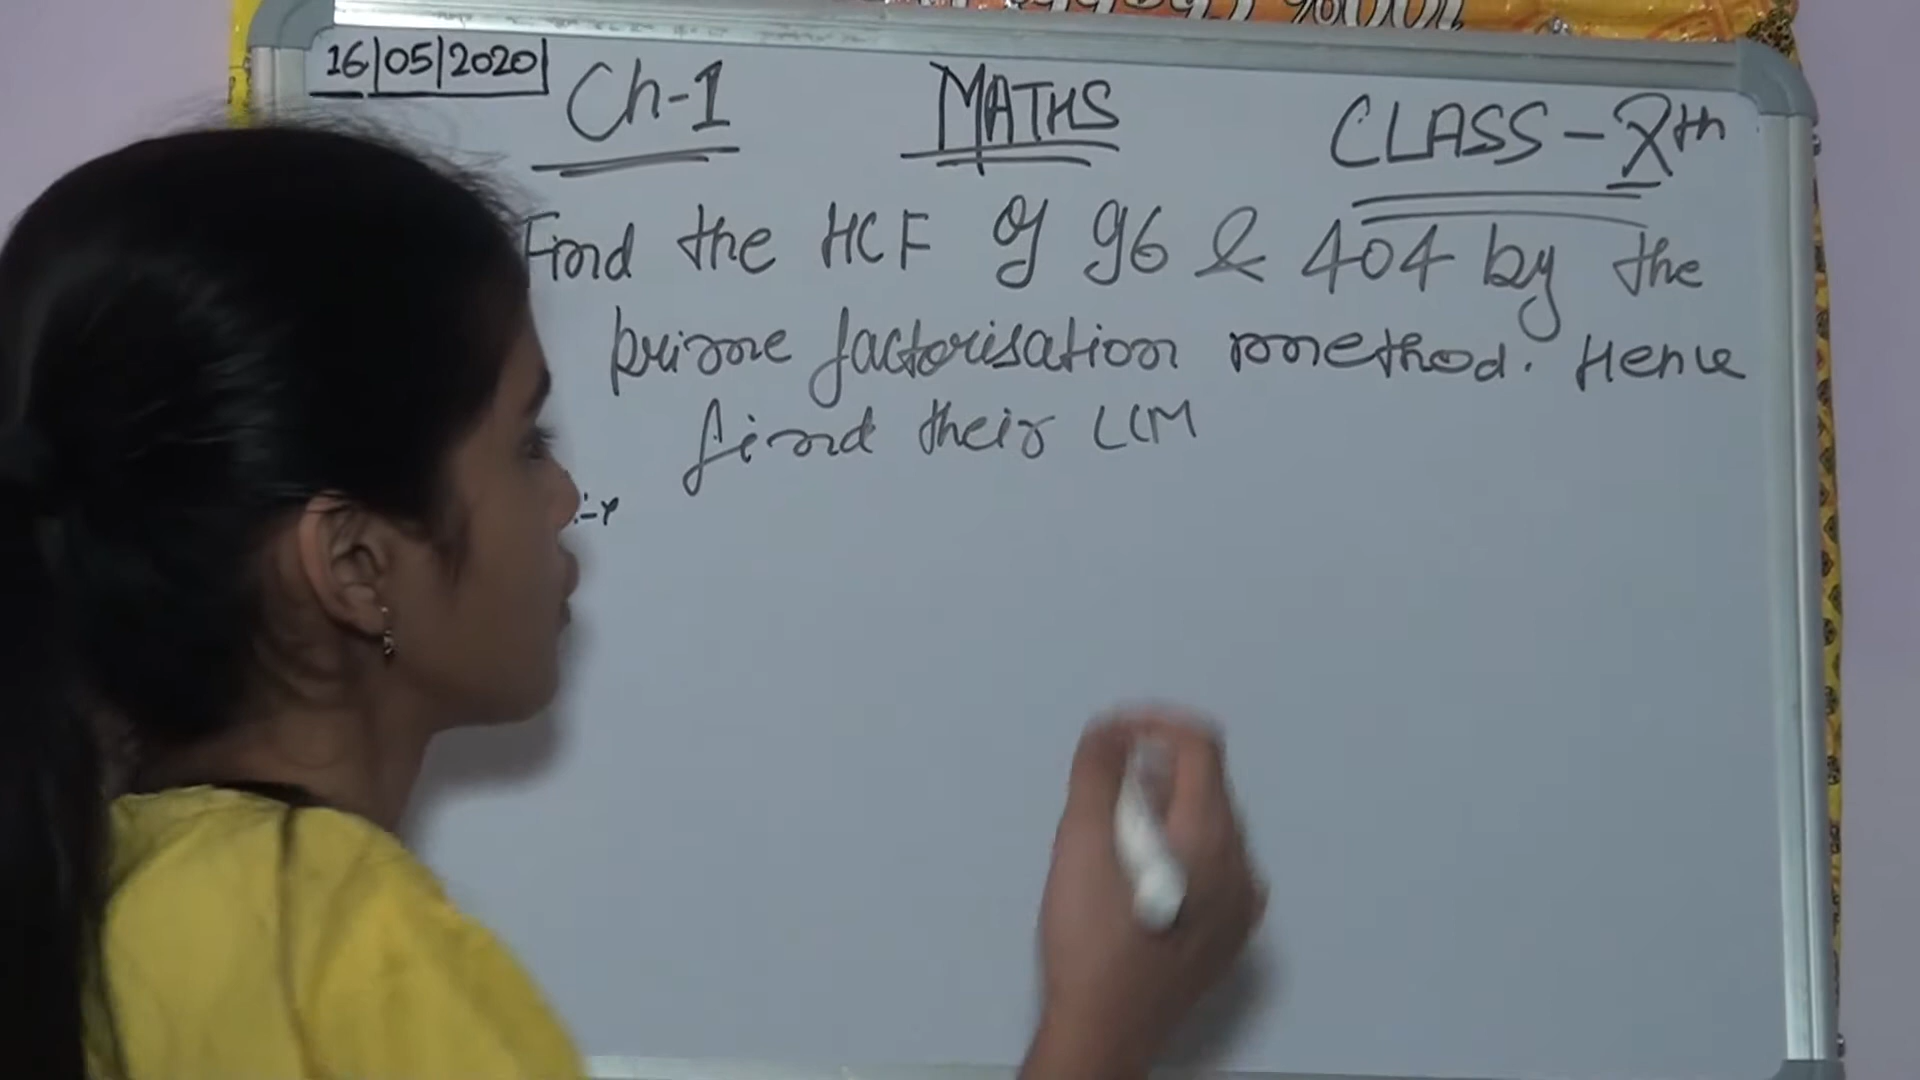 16/05/2020 Ch-1 MATHS CLASS-Xth
Find the HCF of 96 & 404 by the
prime factorisation method. Hence
find their LCM